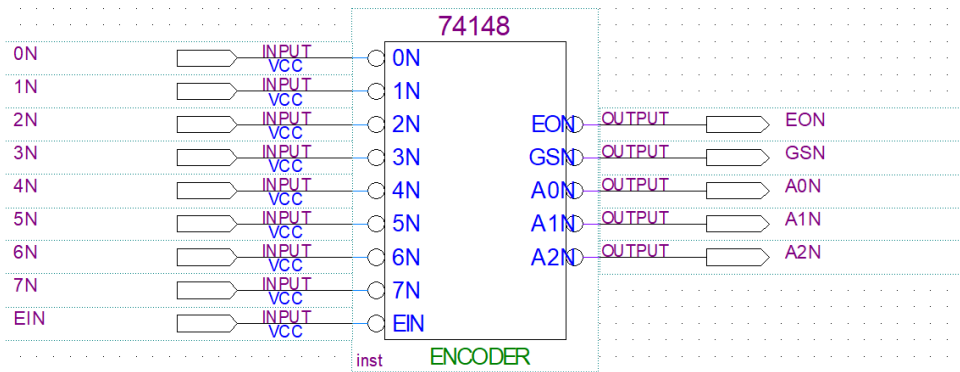 74148
0N INPUT VCC 0N
1N INPUT VCC 1N
2N INPUT VCC 2N EON OUTPUT EON
3N INPUT VCC 3N GSN OUTPUT GSN
4N INPUT VCC 4N A0N OUTPUT A0N
5N INPUT VCC 5N A1N OUTPUT A1N
6N INPUT VCC 6N A2N OUTPUT A2N
7N INPUT VCC 7N
EIN INPUT VCC EIN
inst ENCODER